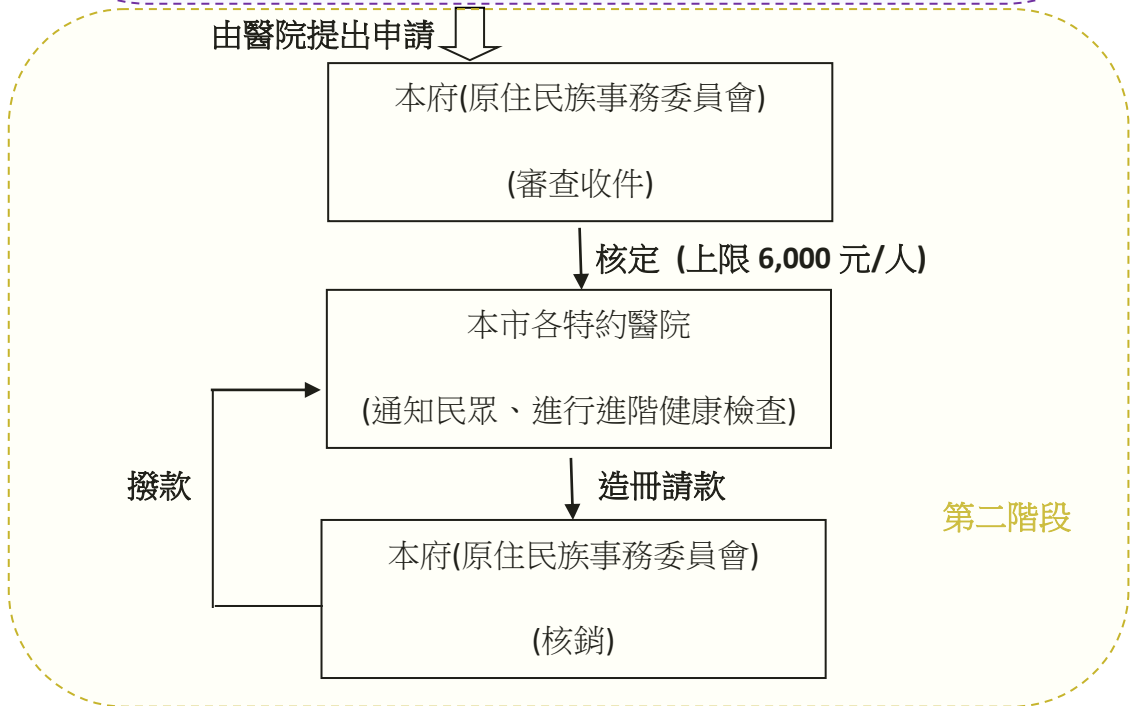 由醫院提出申請
本府(原住民族事務委員會)
(審查收件)
核定 (上限 6,000 元/人)
本市各特約醫院
(通知民眾、進行進階健康檢查)
撥款
造冊請款
第二階段
本府(原住民族事務委員會)
(核銷)